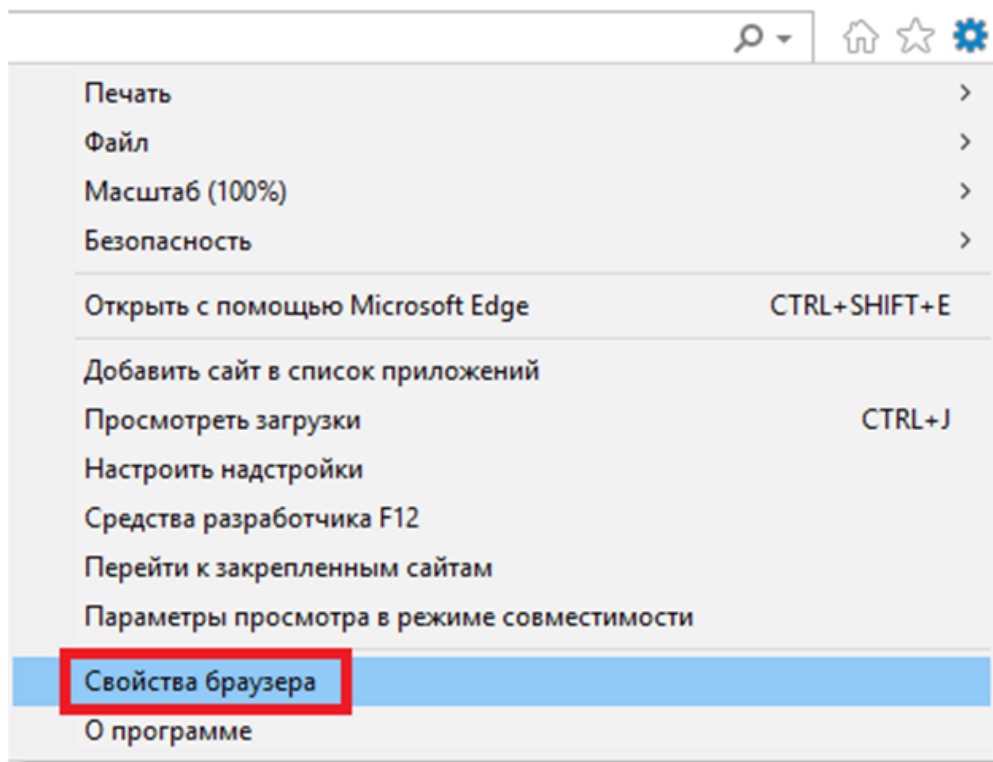 Печать
Файл
Масштаб (100%)
Безопасность
Открыть с помощью Microsoft Edge CTRL+SHIFT+E
Добавить сайт в список приложений
Просмотреть загрузки CTRL+J
Настроить надстройки
Средства разработчика F12
Перейти к закрепленным сайтам
Параметры просмотра в режиме совместимости
Свойства браузера
О программе